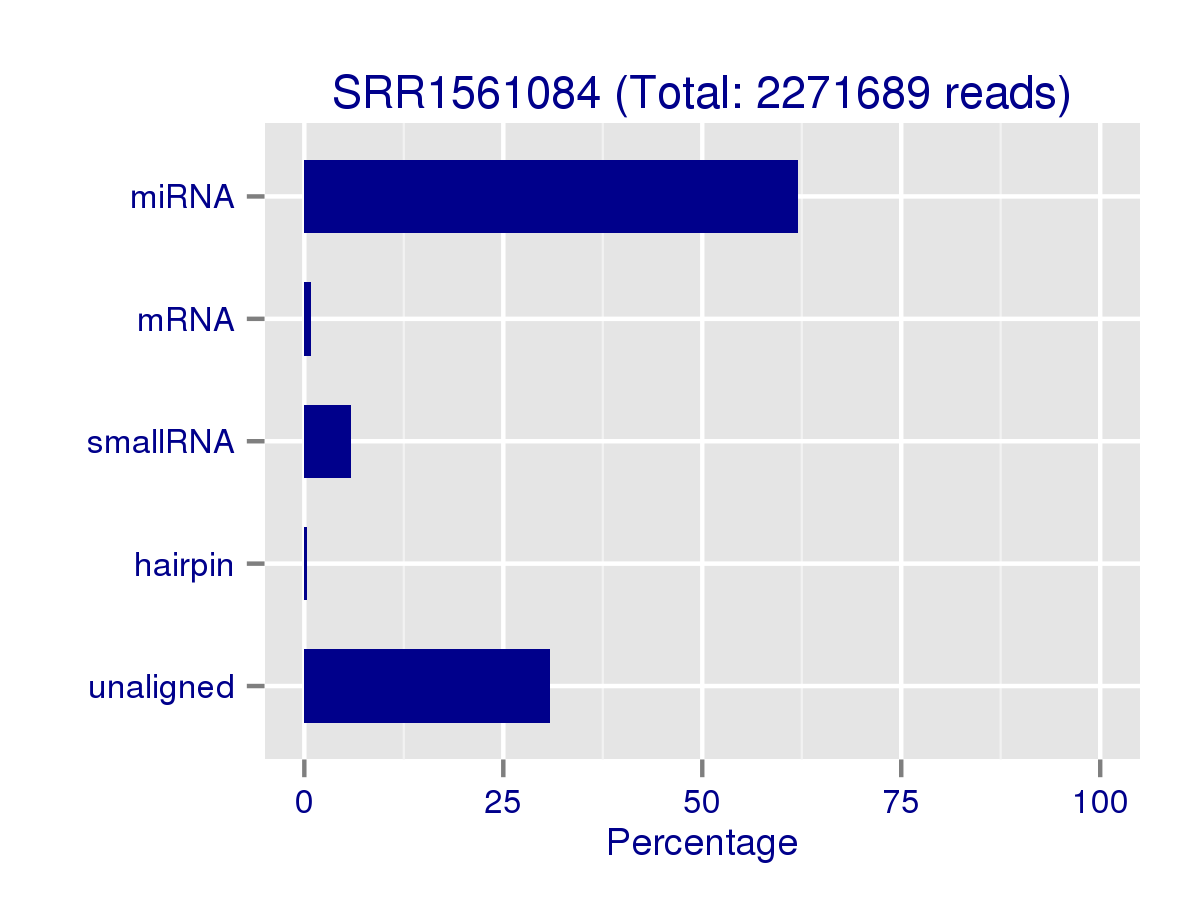 SRR1561084 (Total: 2271689 reads)
miRNA
mRNA
smallRNA
hairpin
unaligned
0 25 50 75 100
Percentage